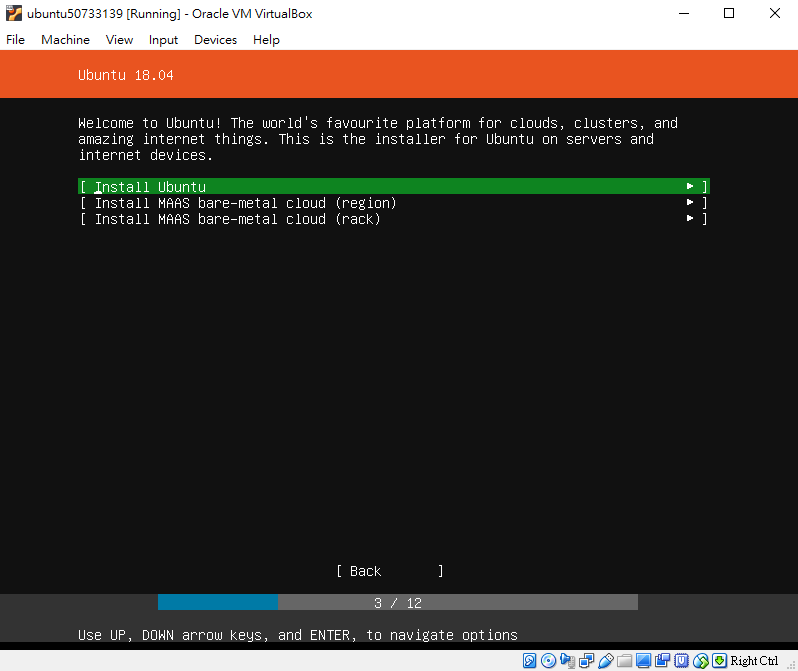 ubuntu50733139 [Running] - Oracle VM VirtualBox
File Machine View Input Devices Help
Ubuntu 18.04
Welcome to Ubuntu! The world's favourite platform for clouds, clusters, and
amazing internet things. This is the installer for Ubuntu on servers and
internet devices.
[ Install Ubuntu ► ]
[ Install MAAS bare-metal cloud (region) ► ]
[ Install MAAS bare-metal cloud (rack) ► ]
[ Back ]
3 / 12
Use UP, DOWN arrow keys, and ENTER, to navigate options
Right Ctrl